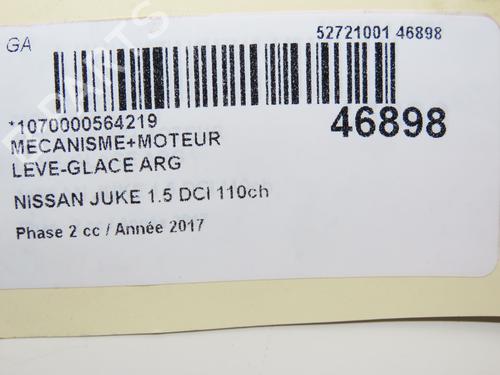 GA
52721001 46898
*1070000564219
46898
MECANISME+MOTEUR
LEVE-GLACE ARG
NISSAN JUKE 1.5 DCI 110ch
Phase 2 cc / Année 2017